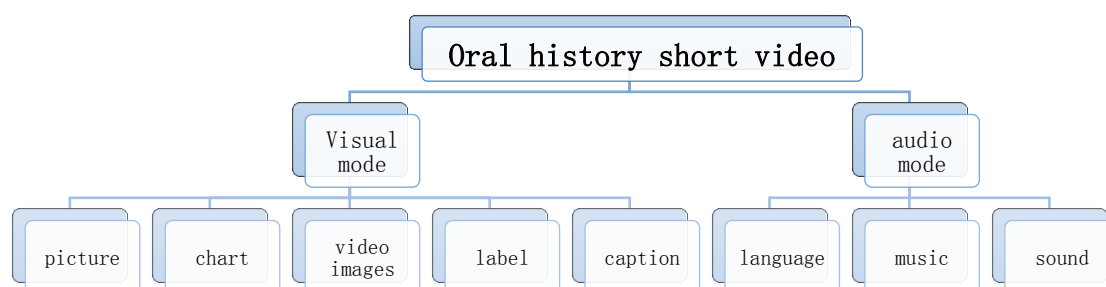 Oral history short video
Visual
mode
audio
mode
picture
chart
video
images
label
caption
language
music
sound